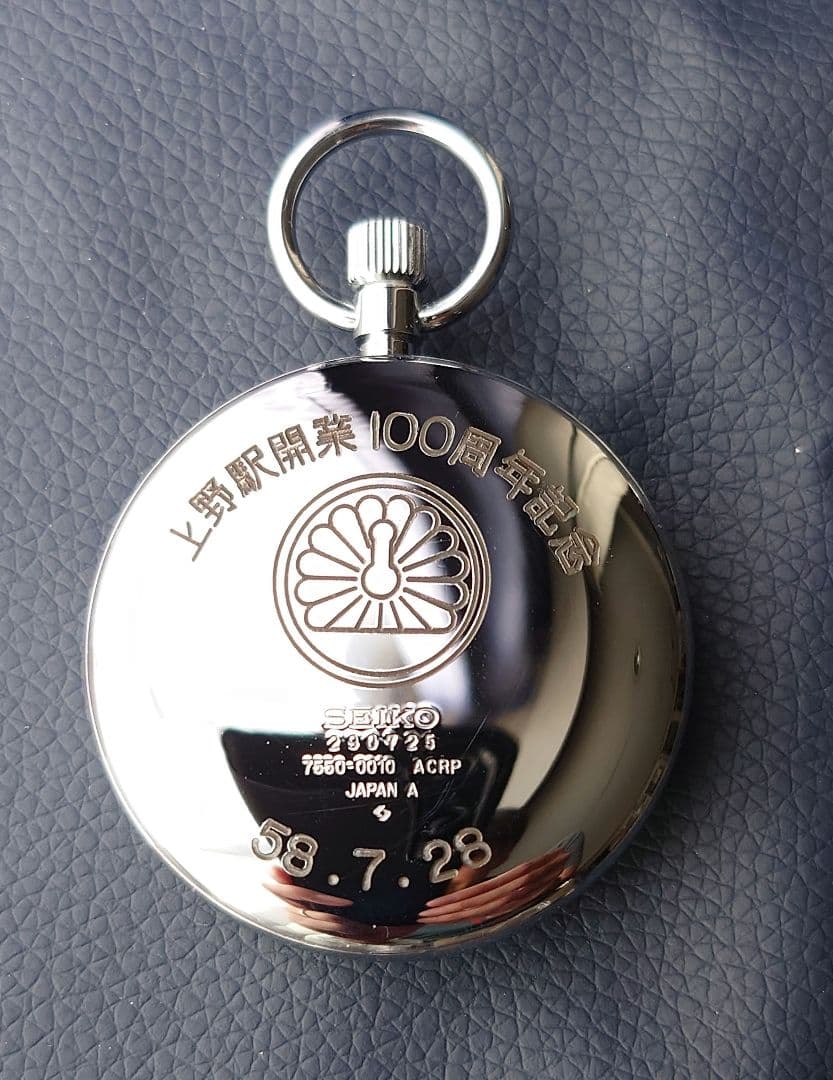 上野駅開業100周年記念
SEIKO
290725
7550-0010 ACRP
JAPAN A
58.7.28